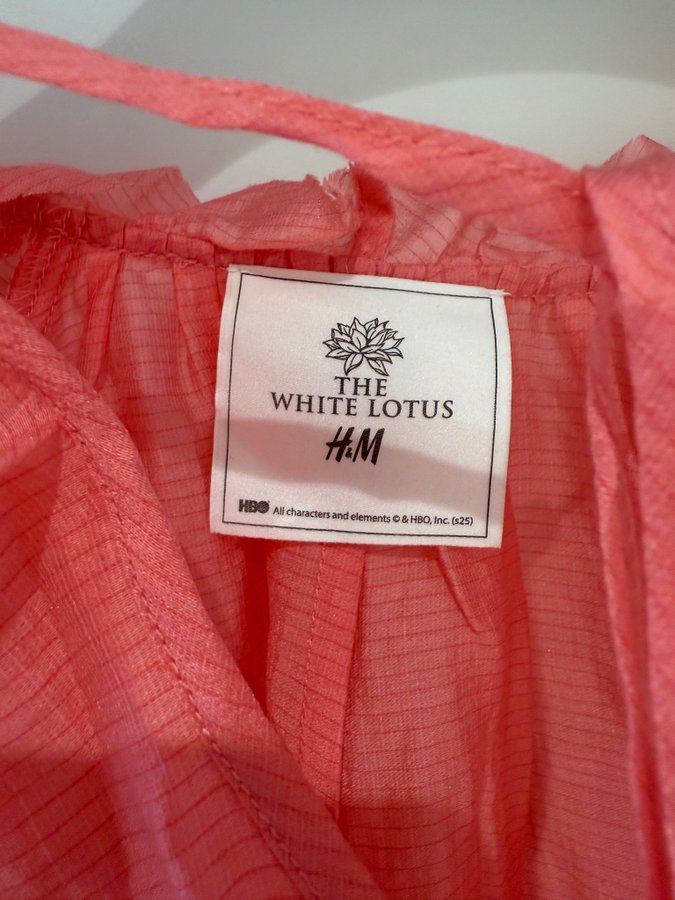 THE
WHITE LOTUS
H&M
HBO All characters and elements © & HBO, Inc. (s25)